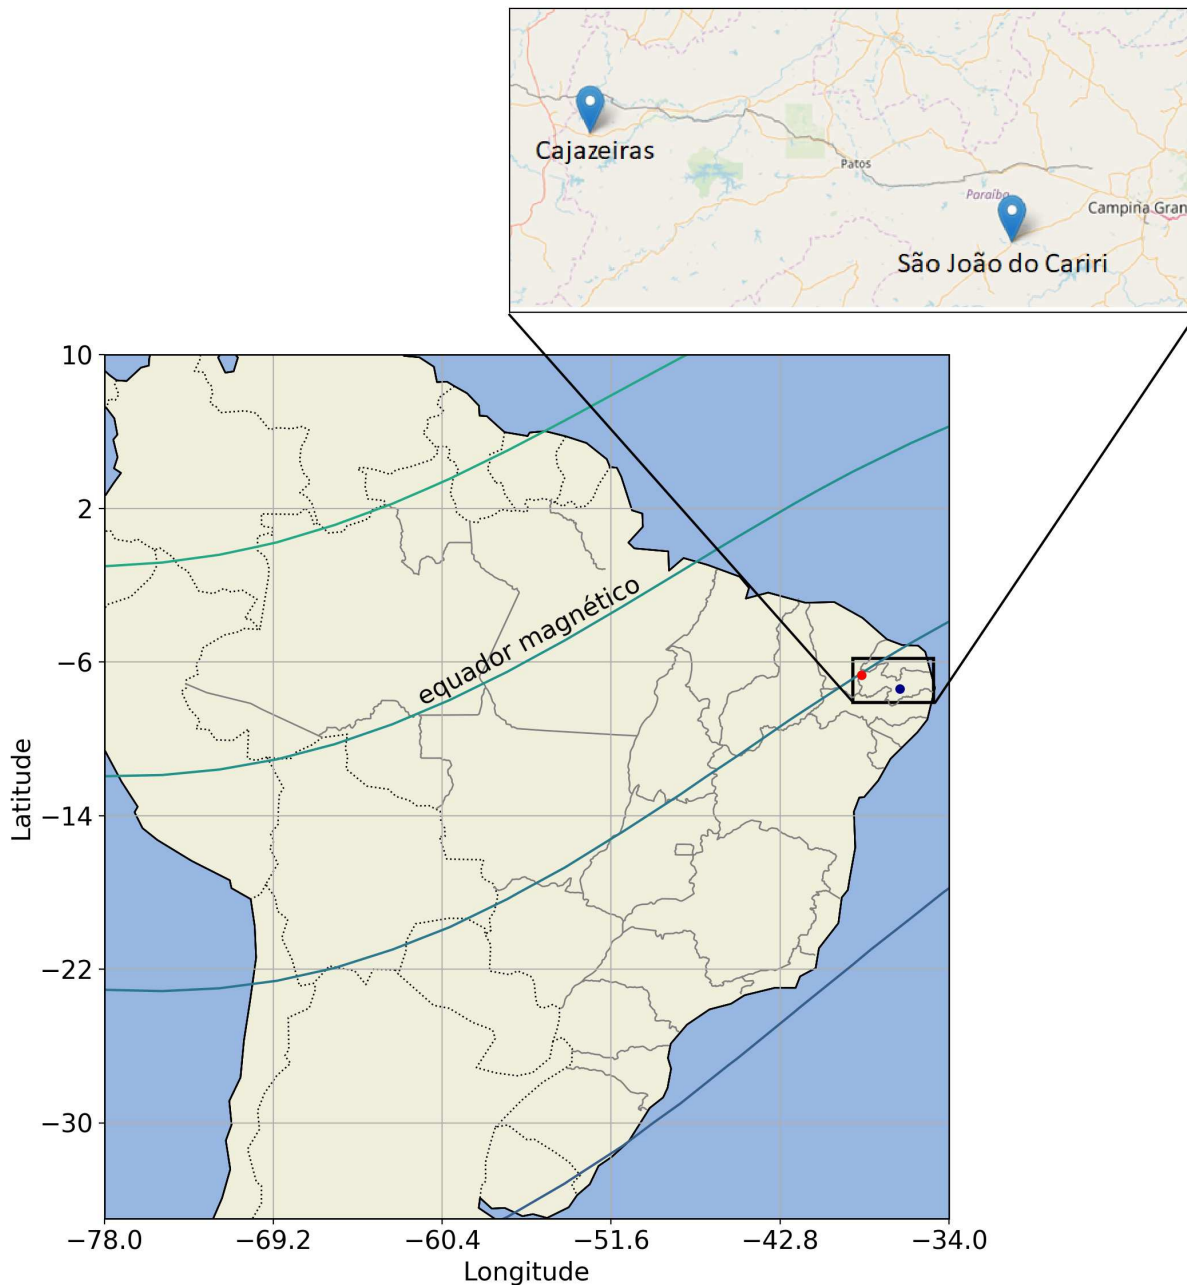 Cajazeiras
Patos
Paraíba
Campina Gran
São João do Cariri
10
2
equador magnético
−6
−14
−22
−30
Latitude
−78.0
−69.2
−60.4
−51.6
−42.8
−34.0
Longitude